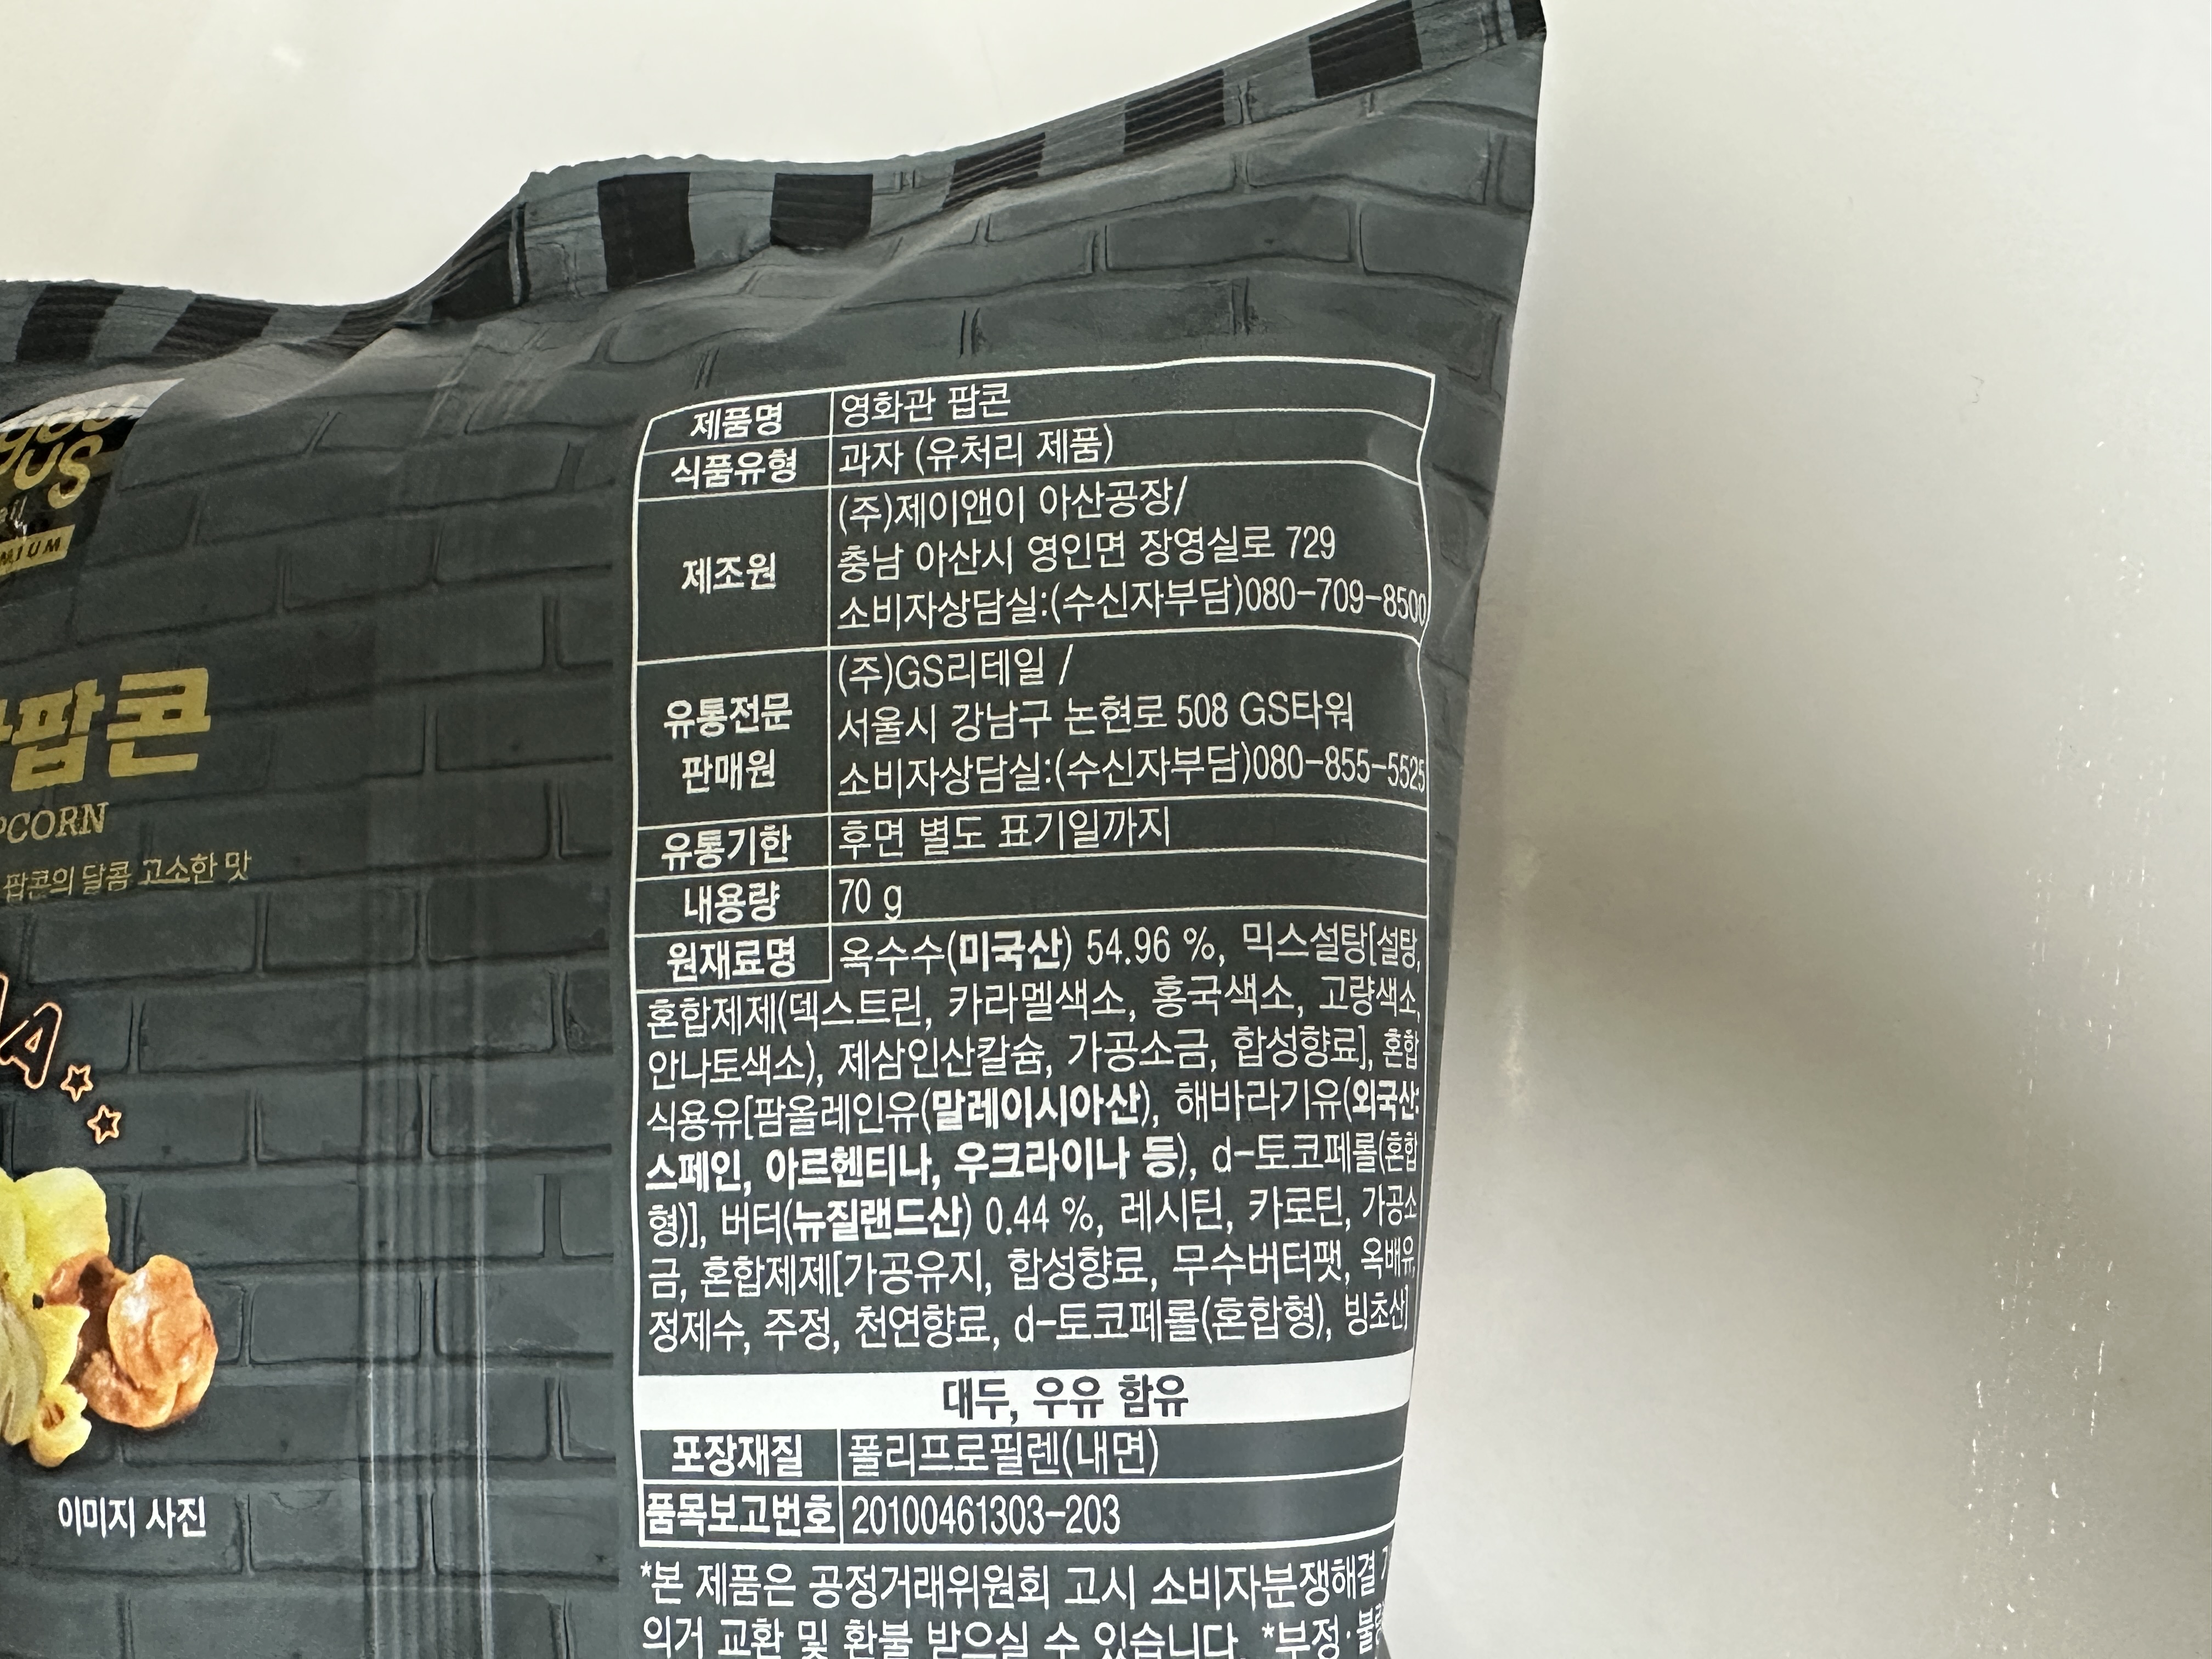 you
us
MIUM
팝콘
PCORN
팝콘의 달콤 고소한 맛
이미지 사진
제품명 영화관 팝콘
식품유형 과자 (유처리 제품)
제조원 (주)제이앤이 아산공장/
충남 아산시 영인면 장영실로 729
소비자상담실:(수신자부담)080-709-8500
유통전문 (주)GS리테일 /
서울시 강남구 논현로 508 GS타워
판매원 소비자상담실:(수신자부담)080-855-5525
유통기한 후면 별도 표기일까지
내용량 70 g
원재료명 옥수수(미국산) 54.96 %, 믹스설탕[설탕,
혼합제제(덱스트린, 카라멜색소, 홍국색소, 고량색소,
안나토색소), 제삼인산칼슘, 가공소금, 합성향료], 혼합
식용유[팜올레인유(말레이시아산), 해바라기유(외국산:
스페인, 아르헨티나, 우크라이나 등), d-토코페롤(혼합
형)], 버터(뉴질랜드산) 0.44 %, 레시틴, 카로틴, 가공소
금, 혼합제제[가공유지, 합성향료, 무수버터팻, 옥배유,
정제수, 주정, 천연향료, d-토코페롤(혼합형), 빙초산]
대두, 우유 함유
포장재질 폴리프로필렌(내면)
품목보고번호 20100461303-203
*본 제품은 공정거래위원회 고시 소비자분쟁해결
의거 교환 및 환불 받으실 수 있습니다. *부정·불량